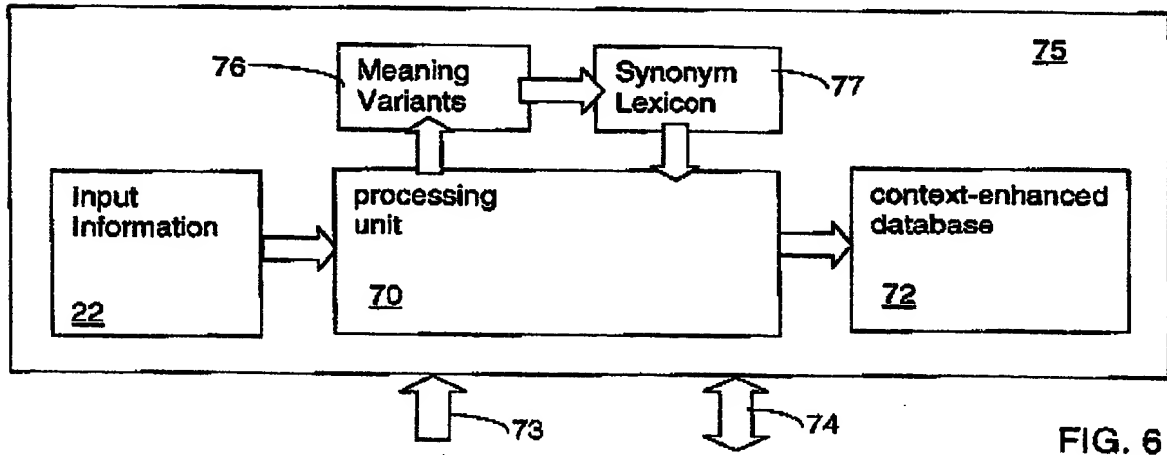 75
76
Meaning
Variants
Synonym
Lexicon
77
Input
Information
22
processing
unit
70
context-enhanced
database
72
73
74
FIG. 6